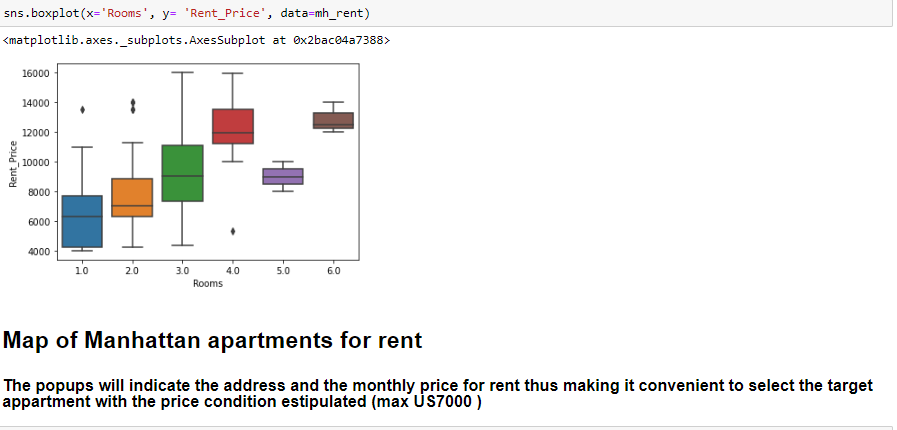 sns.boxplot(x='Rooms', y= 'Rent_Price', data=mh_rent)
<matplotlib.axes._subplots.AxesSubplot at 0x2bac04a7388>
16000
14000
12000
10000
8000
6000
4000
Rent_Price
1.0 2.0 3.0 4.0 5.0 6.0
Rooms
Map of Manhattan apartments for rent
The popups will indicate the address and the monthly price for rent thus making it convenient to select the target
appartment with the price condition estipulated (max US7000 )